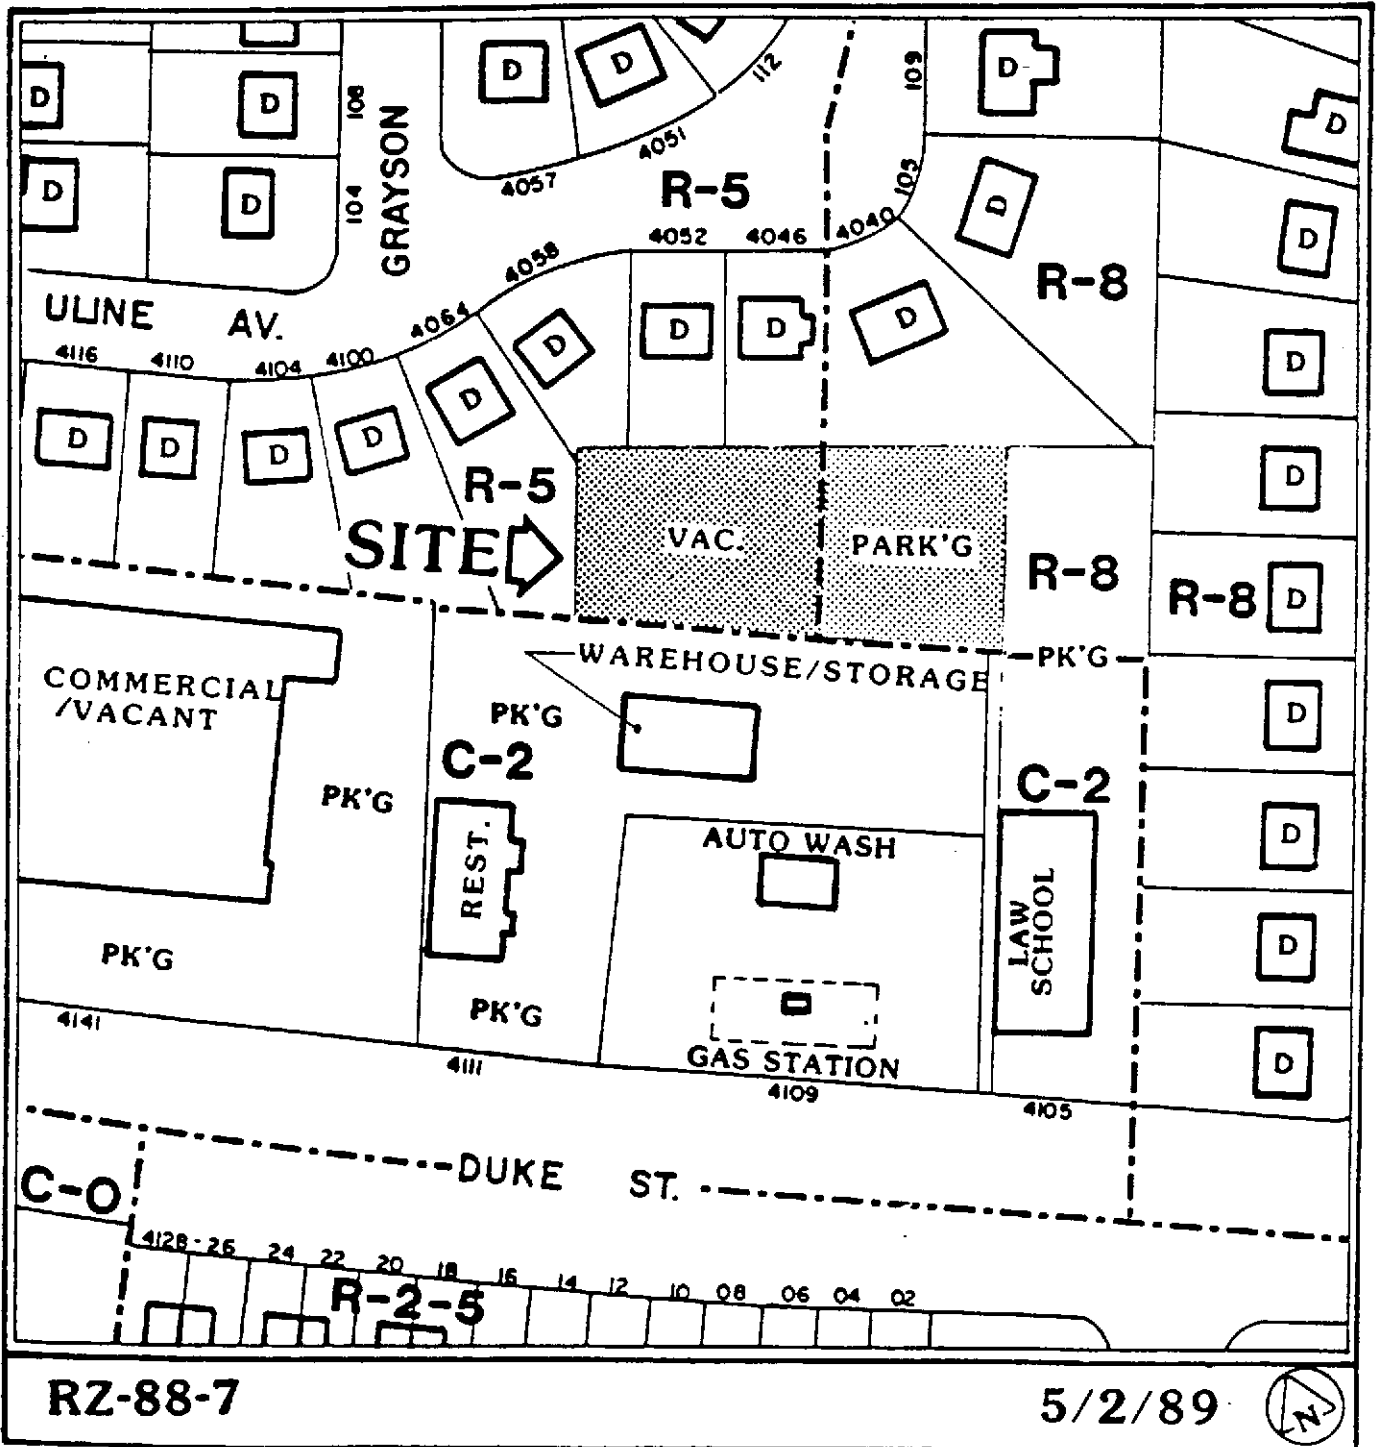 D
D
112
109
D
D
D
108
GRAYSON
4051
D
D
D
104
4057
R-5
105
D
4052
4046
4040
D
4058
R-8
ULINE AV.
4064
D
D
D
D
D
4116
4110
4104
4100
D
D
D
D
D
D
R-5
D
SITE
VAC.
PARK'G
R-8
R-8
D
WAREHOUSE/STORAGE
PK'G
COMMERCIAL
/VACANT
PK'G
D
C-2
C-2
PK'G
AUTO WASH
D
REST.
LAW
SCHOOL
PK'G
D
PK'G
4141
GAS STATION
D
4111
4109
4105
DUKE ST.
C-O
4128-26 24 22 20 18 16 14 12 10 08 06 04 02
R-2-5
RZ-88-7
5/2/89
N